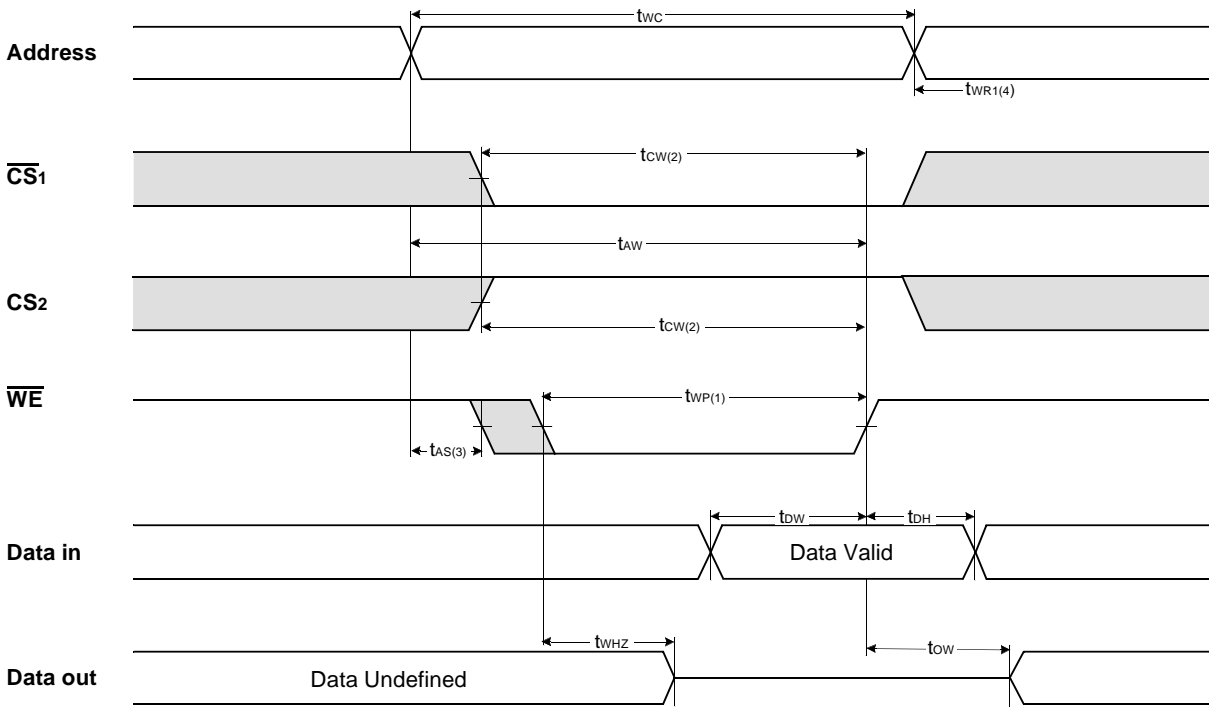 tWC
Address
tWR1(4)
tCW(2)
CS1
tAW
CS2
tCW(2)
WE
tWP(1)
tAS(3)
tDW
tDH
Data in
Data Valid
tWHZ
tOW
Data out
Data Undefined